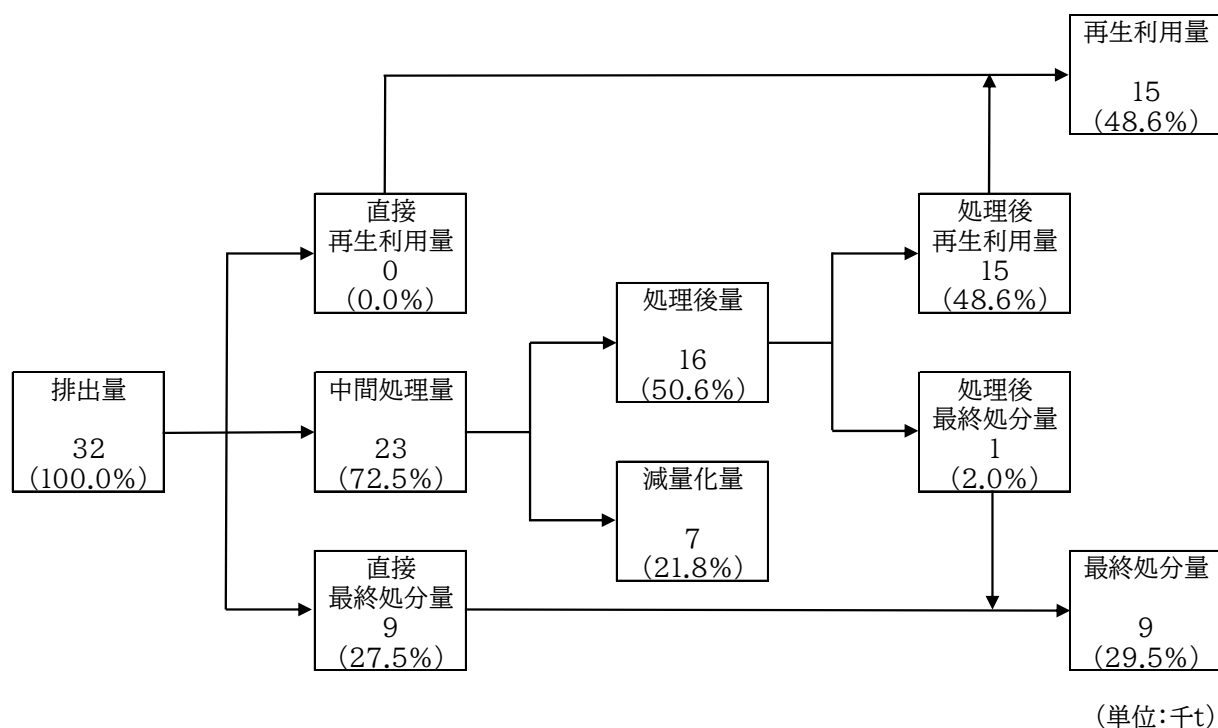 再生利用量
15
(48.6%)
直接
再生利用量
0
(0.0%)
処理後
再生利用量
15
(48.6%)
処理後量
16
(50.6%)
排出量
32
(100.0%)
中間処理量
23
(72.5%)
処理後
最終処分量
1
(2.0%)
減量化量
7
(21.8%)
直接
最終処分量
9
(27.5%)
最終処分量
9
(29.5%)
(単位:千t)